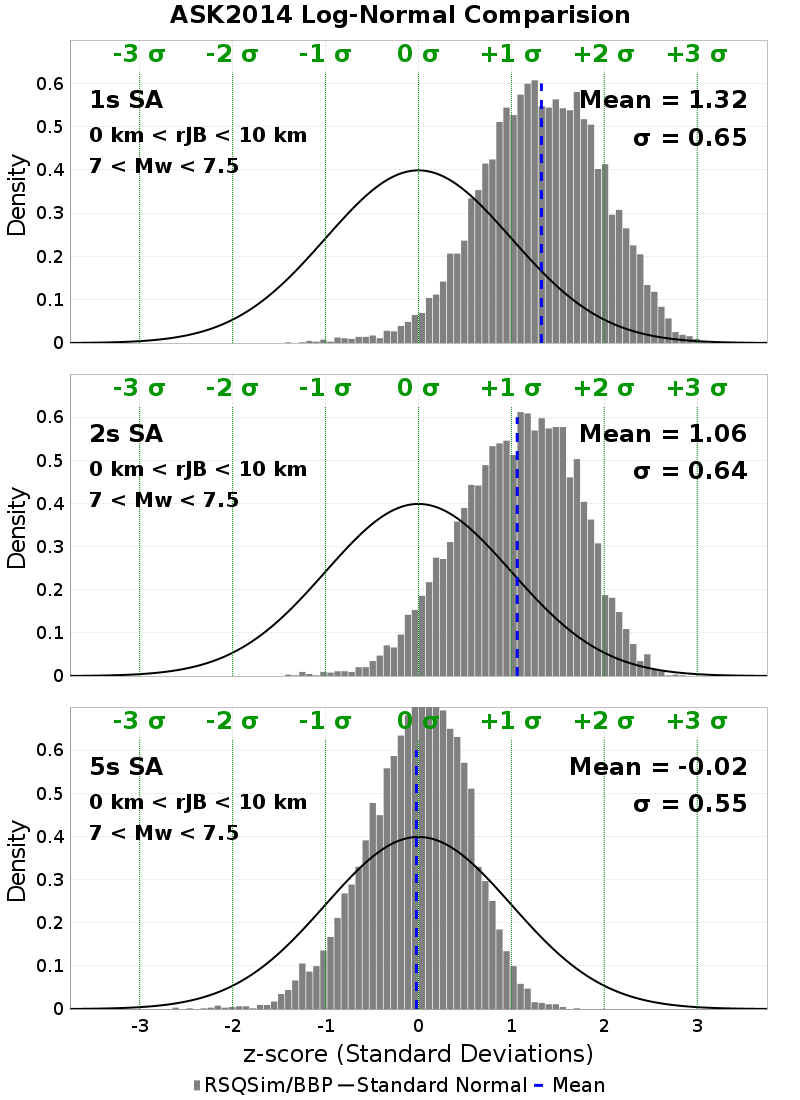 ASK2014 Log-Normal Comparision
-3 σ -2 σ -1 σ 0 σ +1 σ +2 σ +3 σ
1s SA
0 km < rJB < 10 km
7 < Mw < 7.5
Mean = 1.32
σ = 0.65
Density
0.6
0.5
0.4
0.3
0.2
0.1
0
-3 σ -2 σ -1 σ 0 σ +1 σ +2 σ +3 σ
2s SA
0 km < rJB < 10 km
7 < Mw < 7.5
Mean = 1.06
σ = 0.64
Density
0.6
0.5
0.4
0.3
0.2
0.1
0
-3 σ -2 σ -1 σ 0 σ +1 σ +2 σ +3 σ
5s SA
0 km < rJB < 10 km
7 < Mw < 7.5
Mean = -0.02
σ = 0.55
Density
0.6
0.5
0.4
0.3
0.2
0.1
0
-3 -2 -1 0 1 2 3
z-score (Standard Deviations)
RSQSim/BBP Standard Normal Mean